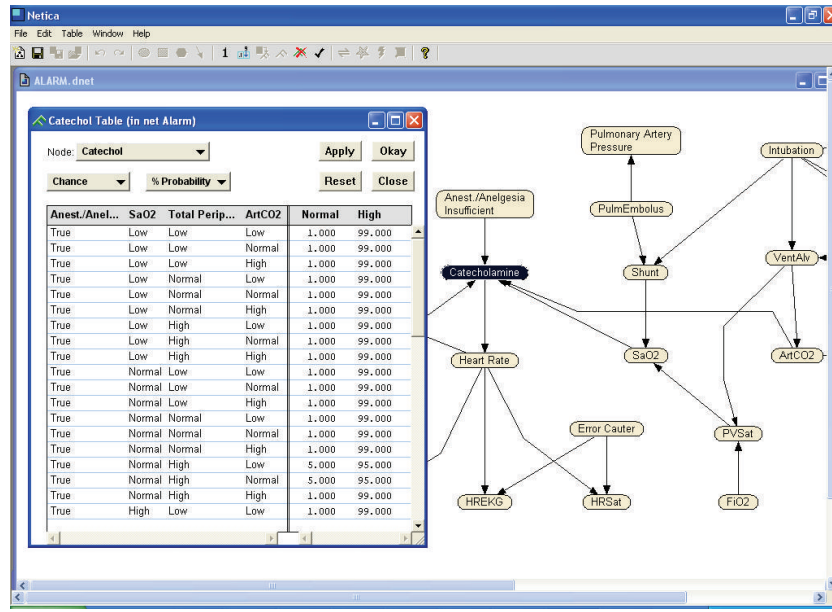 Netica
File Edit Table Window Help
1 ?
ALARM.dnet
Catechol Table (in net Alarm)
Node: Catechol Apply Okay
Chance % Probability Reset Close
Anest./Anel... SaO2 Total Perip... ArtCO2 Normal High
True Low Low Low 1.000 99.000
True Low Low Normal 1.000 99.000
True Low Low High 1.000 99.000
True Low Normal Low 1.000 99.000
True Low Normal Normal 1.000 99.000
True Low Normal High 1.000 99.000
True Low High Low 1.000 99.000
True Low High Normal 1.000 99.000
True Low High High 1.000 99.000
True Normal Low Low 1.000 99.000
True Normal Low Normal 1.000 99.000
True Normal Low High 1.000 99.000
True Normal Normal Low 1.000 99.000
True Normal Normal Normal 1.000 99.000
True Normal Normal High 1.000 99.000
True Normal High Low 5.000 95.000
True Normal High Normal 5.000 95.000
True Normal High High 1.000 99.000
True High Low Low 1.000 99.000
Pulmonary Artery
Pressure
Intubation
Anest./Anelgesia
Insufficient
PulmEmbolus
Catecholamine
Shunt
VentAlv
Heart Rate
SaO2
ArtCO2
Error Cauter
PVSat
HREKG
HRSat
FiO2